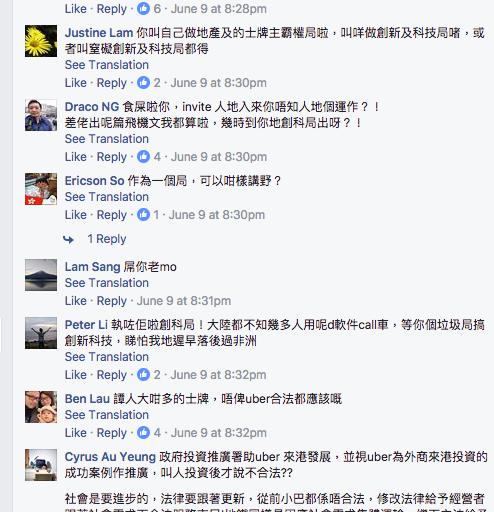 Like · Reply · 6 · June 9 at 8:28pm
Justine Lam 你叫自己做地產及的士牌主霸權局啦，叫咩做創新及科技局啫，或
者叫窒礙創新及科技局都得
See Translation
Like · Reply · 2 · June 9 at 8:30pm
Draco NG 食屎啦你，invite 人地入來你唔知人地個運作？！
差佬出呢篇飛機文我都算啦，幾時到你地創科局出呀？！
See Translation
Like · Reply · 4 · June 9 at 8:30pm
Ericson So 作為一個局，可以咁樣講野？
See Translation
Like · Reply · 1 · June 9 at 8:30pm
1 Reply
Lam Sang 屌你老mo
Like · Reply · June 9 at 8:31pm
Peter Li 執咗佢啦創科局！大陸都不知幾多人用呢d軟件call車，等你個垃圾局搞
創新科技，睇怕我地遲早落後過非洲
See Translation
Like · Reply · 2 · June 9 at 8:32pm
Ben Lau 譚人大咁多的士牌，唔俾uber合法都應該嘅
See Translation
Like · Reply · 4 · June 9 at 8:32pm
Cyrus Au Yeung 政府投資推廣署助uber 來港發展，並視uber為外商來港投資的
成功案例作推廣，叫人投資後才說不合法??
社會是要進步的，法律要跟著更新，從前小巴都係唔合法，修改法律給予經營者